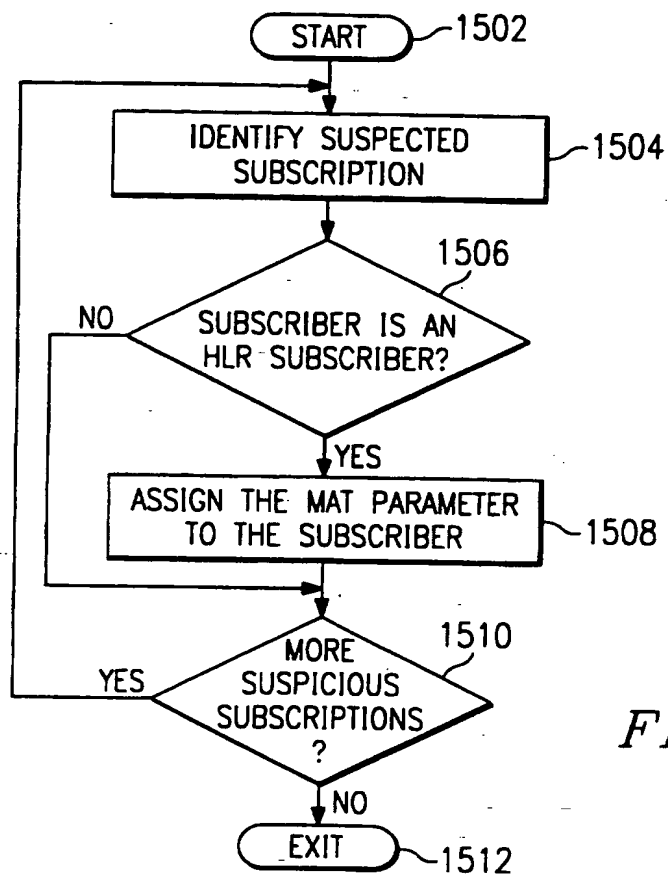 START
1502
IDENTIFY SUSPECTED
SUBSCRIPTION
1504
1506
NO
SUBSCRIBER IS AN
HLR SUBSCRIBER?
YES
ASSIGN THE MAT PARAMETER
TO THE SUBSCRIBER
1508
1510
YES
MORE
SUSPICIOUS
SUBSCRIPTIONS
?
NO
EXIT
1512